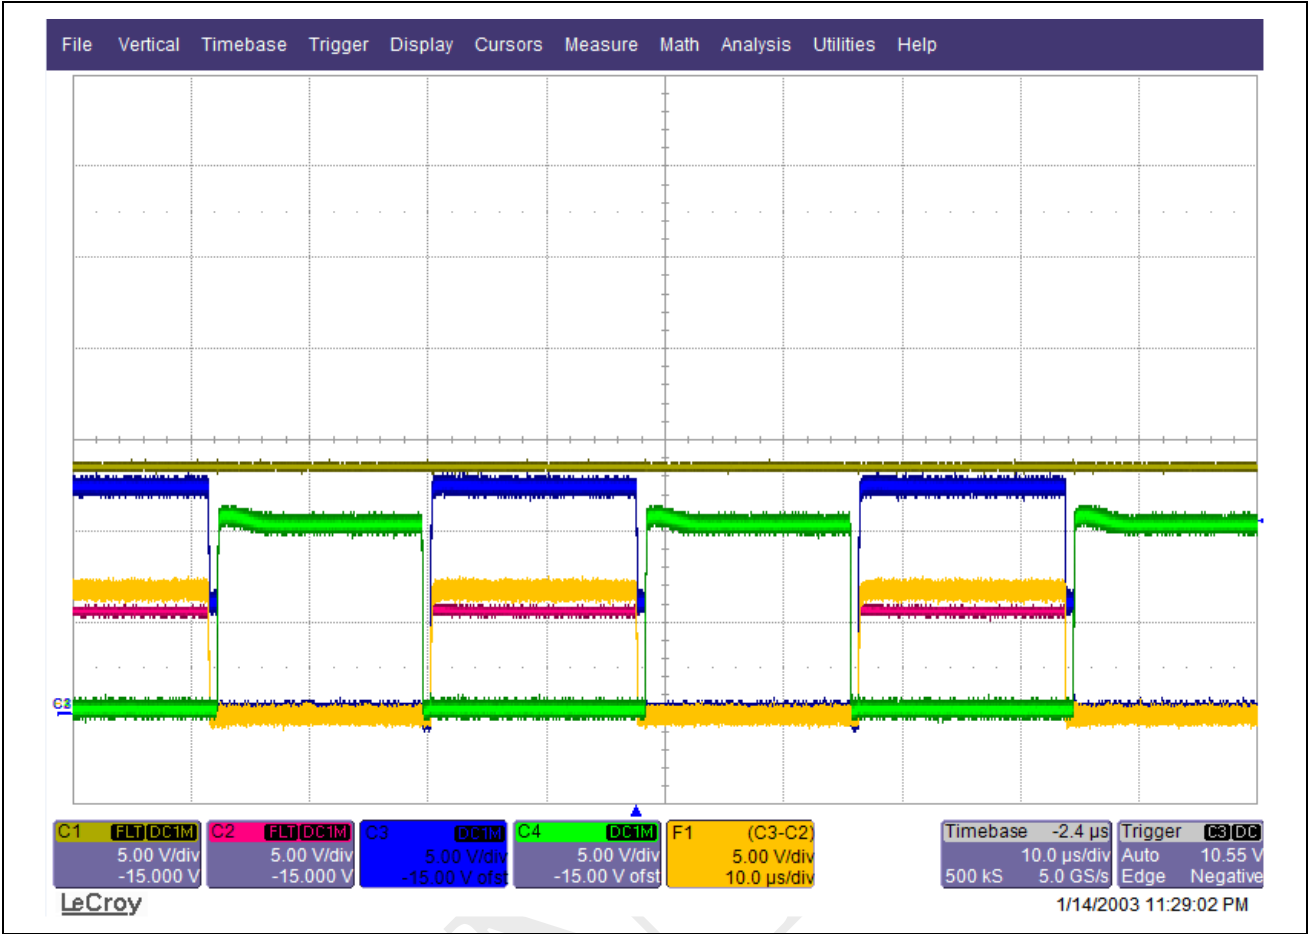 File Vertical Timebase Trigger Display Cursors Measure Math Analysis Utilities Help
C1 FLT DC1M C2 FLT DC1M C3 DC1M C4 DC1M F1 (C3-C2) Timebase -2.4 µs Trigger C3 DC
5.00 V/div 5.00 V/div 5.00 V/div 5.00 V/div 5.00 V/div 10.0 µs/div Auto 10.55 V
-15.000 V -15.000 V -15.00 V ofst -15.00 V ofst 10.0 µs/div 500 kS 5.0 GS/s Edge Negative
LeCroy 1/14/2003 11:29:02 PM